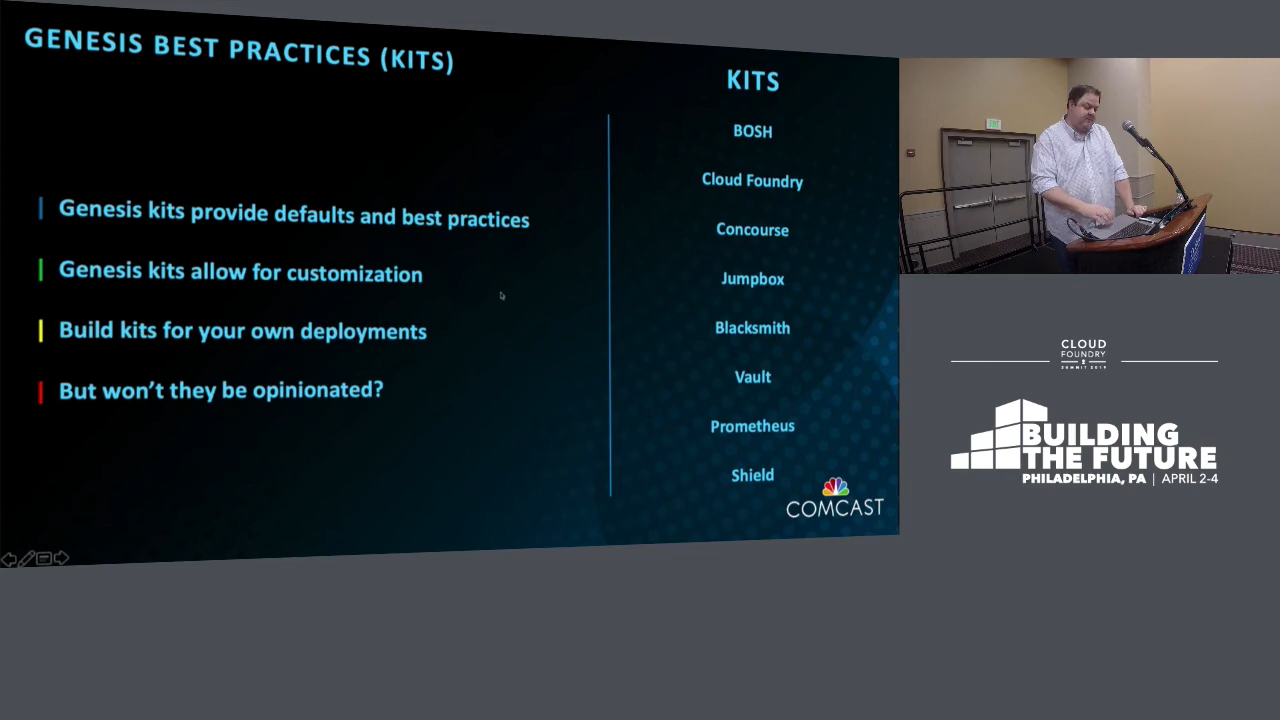 GENESIS BEST PRACTICES (KITS)
Genesis kits provide defaults and best practices
Genesis kits allow for customization
Build kits for your own deployments
But won't they be opinionated?
KITS
BOSH
Cloud Foundry
Concourse
Jumpbox
Blacksmith
Vault
Prometheus
Shield
COMCAST
CLOUD
FOUNDRY
SUMMIT 2019
BUILDING
THE FUTURE
PHILADELPHIA, PA | APRIL 2-4